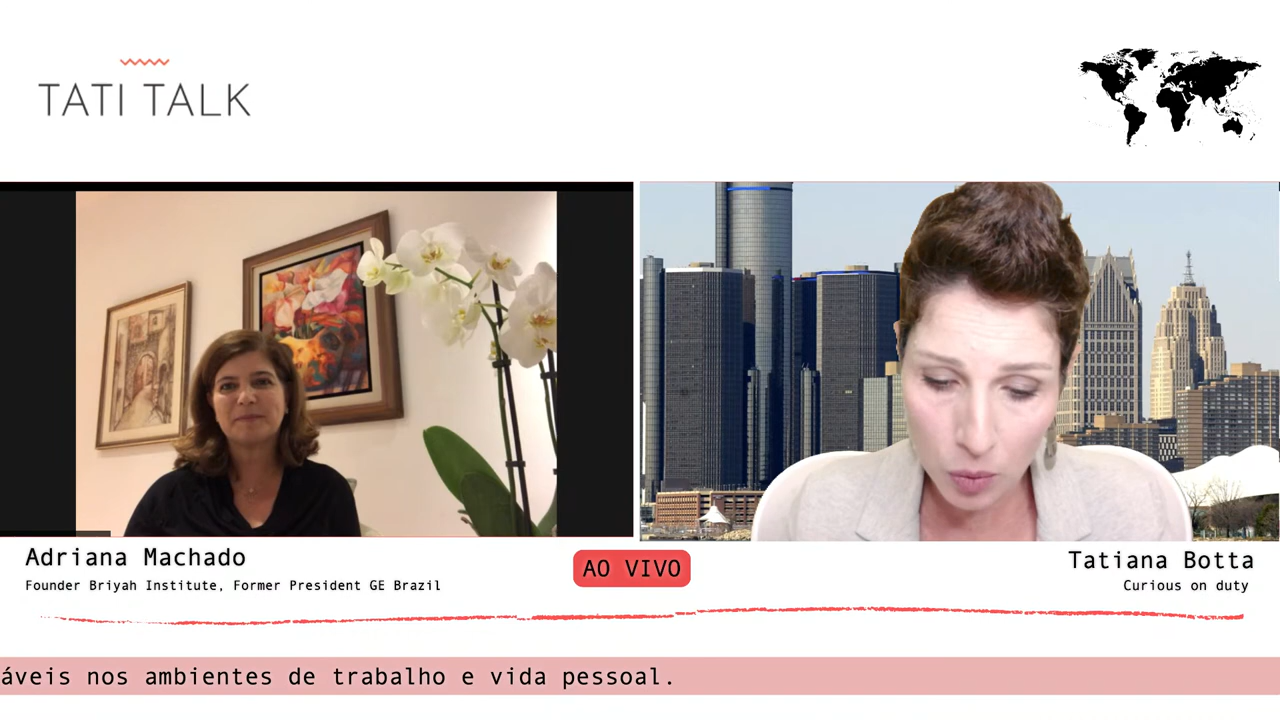 TATI TALK
Adriana Machado
Founder Briyah Institute, Former President GE Brazil
AO VIVO
Tatiana Botta
Curious on duty
áveis nos ambientes de trabalho e vida pessoal.